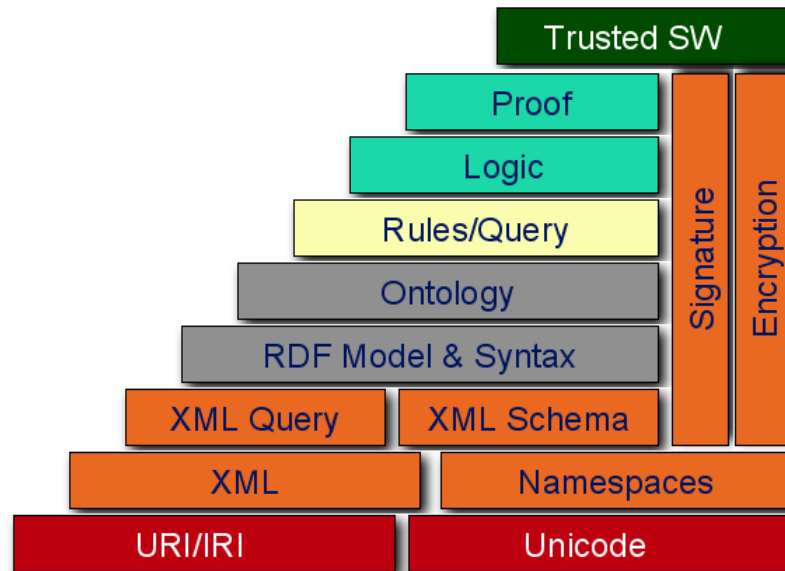 Trusted SW
Proof
Logic
Rules/Query
Ontology
RDF Model & Syntax
Signature
Encryption
XML Query
XML Schema
XML
Namespaces
URI/IRI
Unicode